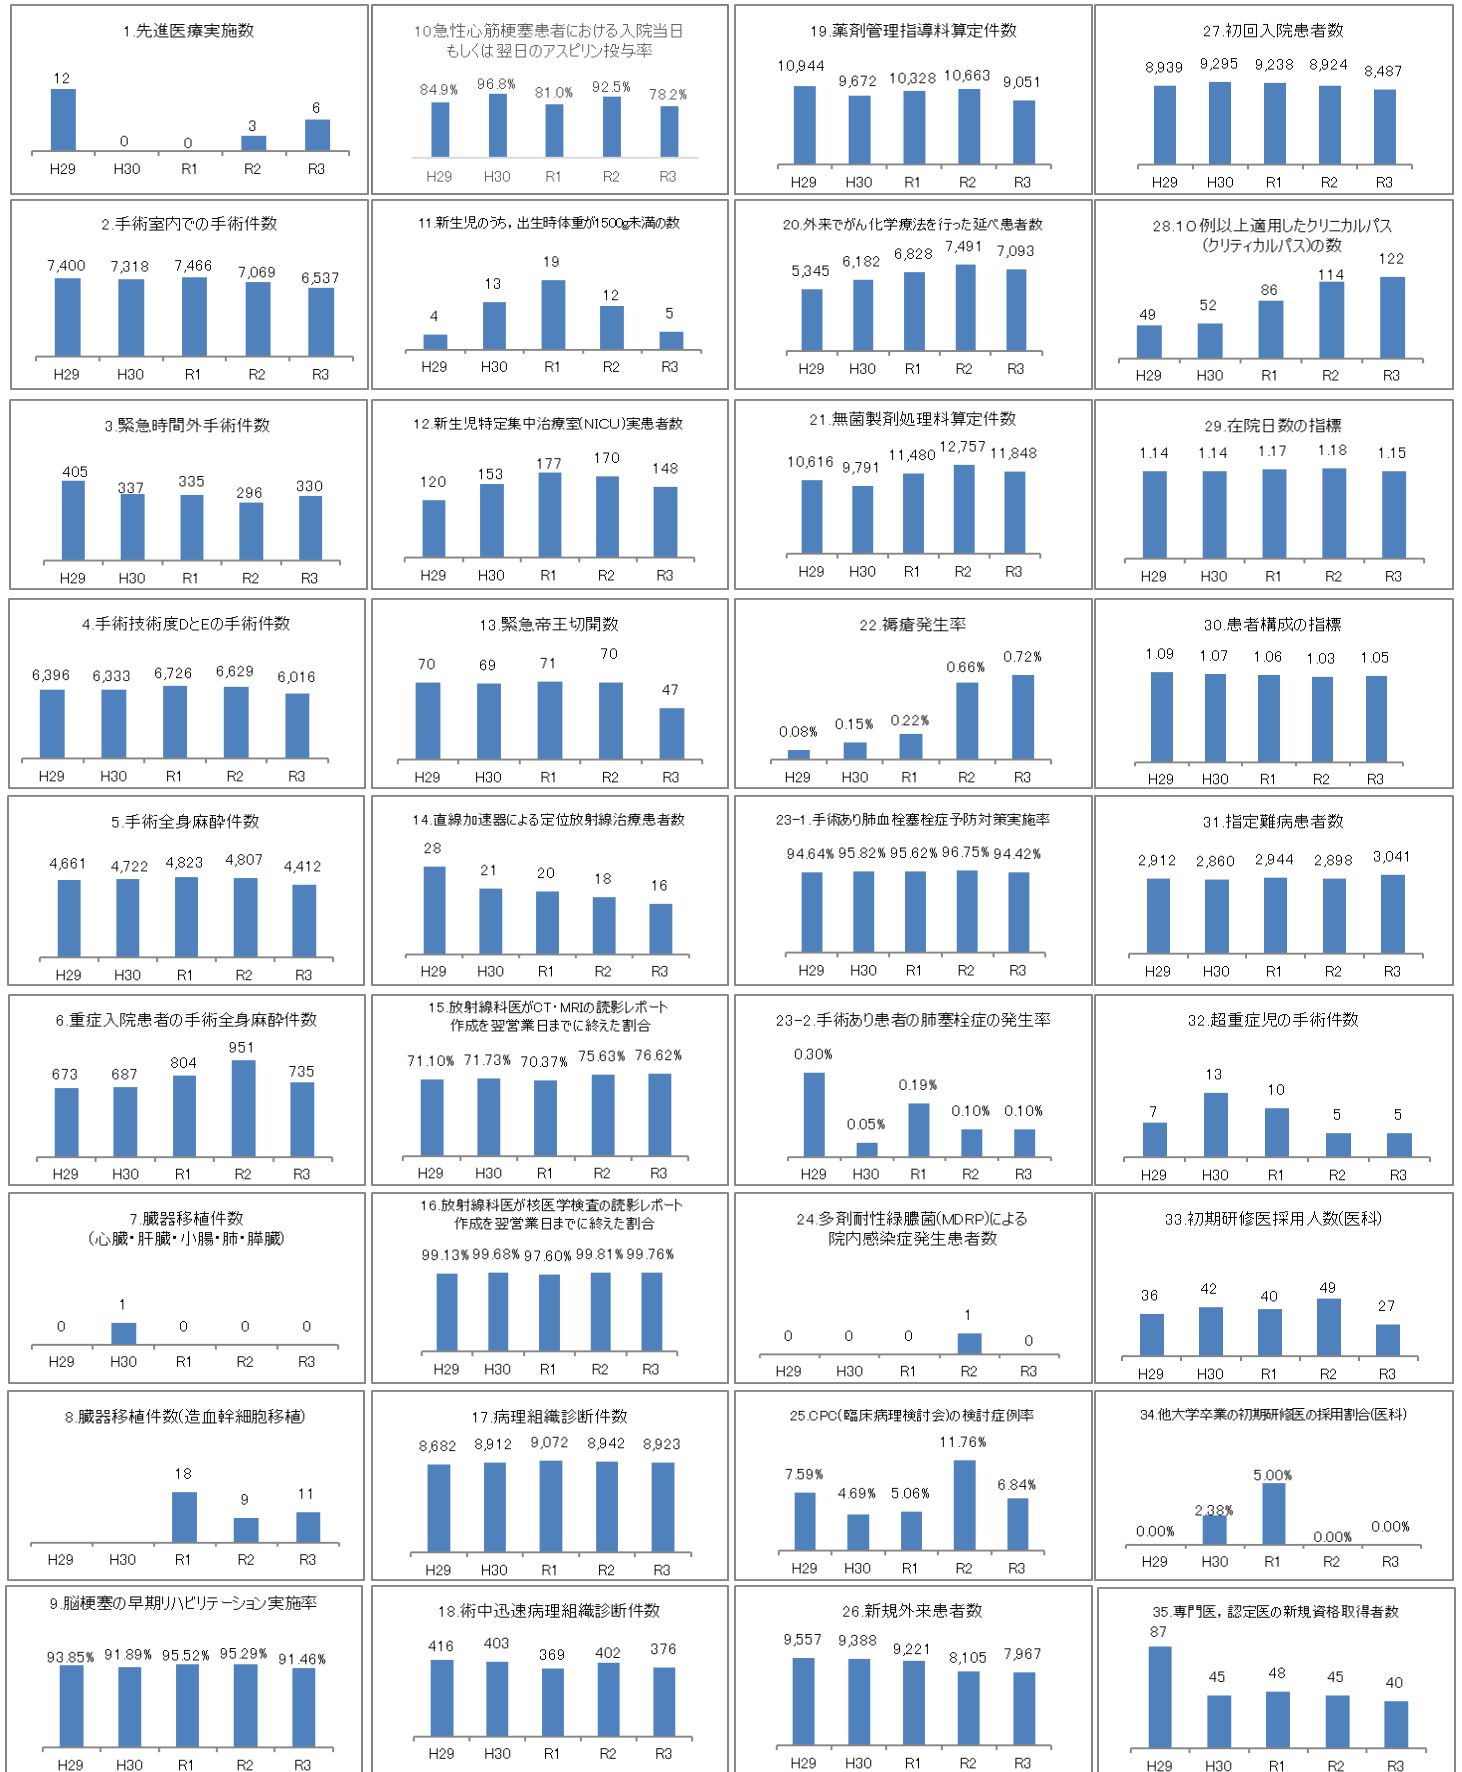 1.先進医療実施数
12
0
0
3
6
H29 H30 R1 R2 R3
2.手術室内での手術件数
7,400 7,318 7,466 7,069 6,537
H29 H30 R1 R2 R3
3.緊急時間外手術件数
405 337 335 296 330
H29 H30 R1 R2 R3
4.手術技術度DとEの手術件数
6,396 6,333 6,726 6,629 6,016
H29 H30 R1 R2 R3
5.手術全身麻酔件数
4,661 4,722 4,823 4,807 4,412
H29 H30 R1 R2 R3
6.重症入院患者の手術全身麻酔件数
673 687 804 951 735
H29 H30 R1 R2 R3
7.臓器移植件数
(心臓・肝臓・小腸・肺・膵臓)
0 1 0 0 0
H29 H30 R1 R2 R3
8.臓器移植件数(造血幹細胞移植)
18 9 11
H29 H30 R1 R2 R3
9.脳梗塞の早期リハビリテーション実施率
93.85% 91.89% 95.52% 95.29% 91.46%
H29 H30 R1 R2 R3
10急性心筋梗塞患者における入院当日
もしくは翌日のアスピリン投与率
84.9% 96.8% 81.0% 92.5% 78.2%
H29 H30 R1 R2 R3
11.新生児のうち，出生時体重が1500g未満の数
4 13 19 12 5
H29 H30 R1 R2 R3
12.新生児特定集中治療室(NICU)実患者数
120 153 177 170 148
H29 H30 R1 R2 R3
13.緊急帝王切開数
70 69 71 70 47
H29 H30 R1 R2 R3
14.直線加速器による定位放射線治療患者数
28 21 20 18 16
H29 H30 R1 R2 R3
15.放射線科医がCT・MRIの読影レポート
作成を翌営業日までに終えた割合
71.10% 71.73% 70.37% 75.63% 76.62%
H29 H30 R1 R2 R3
16.放射線科医が核医学検査の読影レポート
作成を翌営業日までに終えた割合
99.13% 99.68% 97.60% 99.81% 99.76%
H29 H30 R1 R2 R3
17.病理組織診断件数
8,682 8,912 9,072 8,942 8,923
H29 H30 R1 R2 R3
18.術中迅速病理組織診断件数
416 403 369 402 376
H29 H30 R1 R2 R3
19.薬剤管理指導料算定件数
10,944 9,672 10,328 10,663 9,051
H29 H30 R1 R2 R3
20.外来でがん化学療法を行った延べ患者数
5,345 6,182 6,828 7,491 7,093
H29 H30 R1 R2 R3
21.無菌製剤処理料算定件数
10,616 9,791 11,480 12,757 11,848
H29 H30 R1 R2 R3
22.褥瘡発生率
0.08% 0.15% 0.22% 0.66% 0.72%
H29 H30 R1 R2 R3
23-1.手術あり肺血栓塞栓症予防対策実施率
94.64% 95.82% 95.62% 96.75% 94.42%
H29 H30 R1 R2 R3
23-2.手術あり患者の肺塞栓症の発生率
0.30% 0.05% 0.19% 0.10% 0.10%
H29 H30 R1 R2 R3
24.多剤耐性緑膿菌(MDRP)による
院内感染症発生患者数
0 0 0 1 0
H29 H30 R1 R2 R3
25.CPC(臨床病理検討会)の検討症例率
7.59% 4.69% 5.06% 11.76% 6.84%
H29 H30 R1 R2 R3
26.新規外来患者数
9,557 9,388 9,221 8,105 7,967
H29 H30 R1 R2 R3
27.初回入院患者数
8,939 9,295 9,238 8,924 8,487
H29 H30 R1 R2 R3
28.10例以上適用したクリニカルパス
(クリティカルパス)の数
49 52 86 114 122
H29 H30 R1 R2 R3
29.在院日数の指標
1.14 1.14 1.17 1.18 1.15
H29 H30 R1 R2 R3
30.患者構成の指標
1.09 1.07 1.06 1.03 1.05
H29 H30 R1 R2 R3
31.指定難病患者数
2,912 2,860 2,944 2,898 3,041
H29 H30 R1 R2 R3
32.超重症児の手術件数
7 13 10 5 5
H29 H30 R1 R2 R3
33.初期研修医採用人数(医科)
36 42 40 49 27
H29 H30 R1 R2 R3
34.他大学卒業の初期研修医の採用割合(医科)
0.00% 2.38% 5.00% 0.00% 0.00%
H29 H30 R1 R2 R3
35.専門医，認定医の新規資格取得者数
87 45 48 45 40
H29 H30 R1 R2 R3